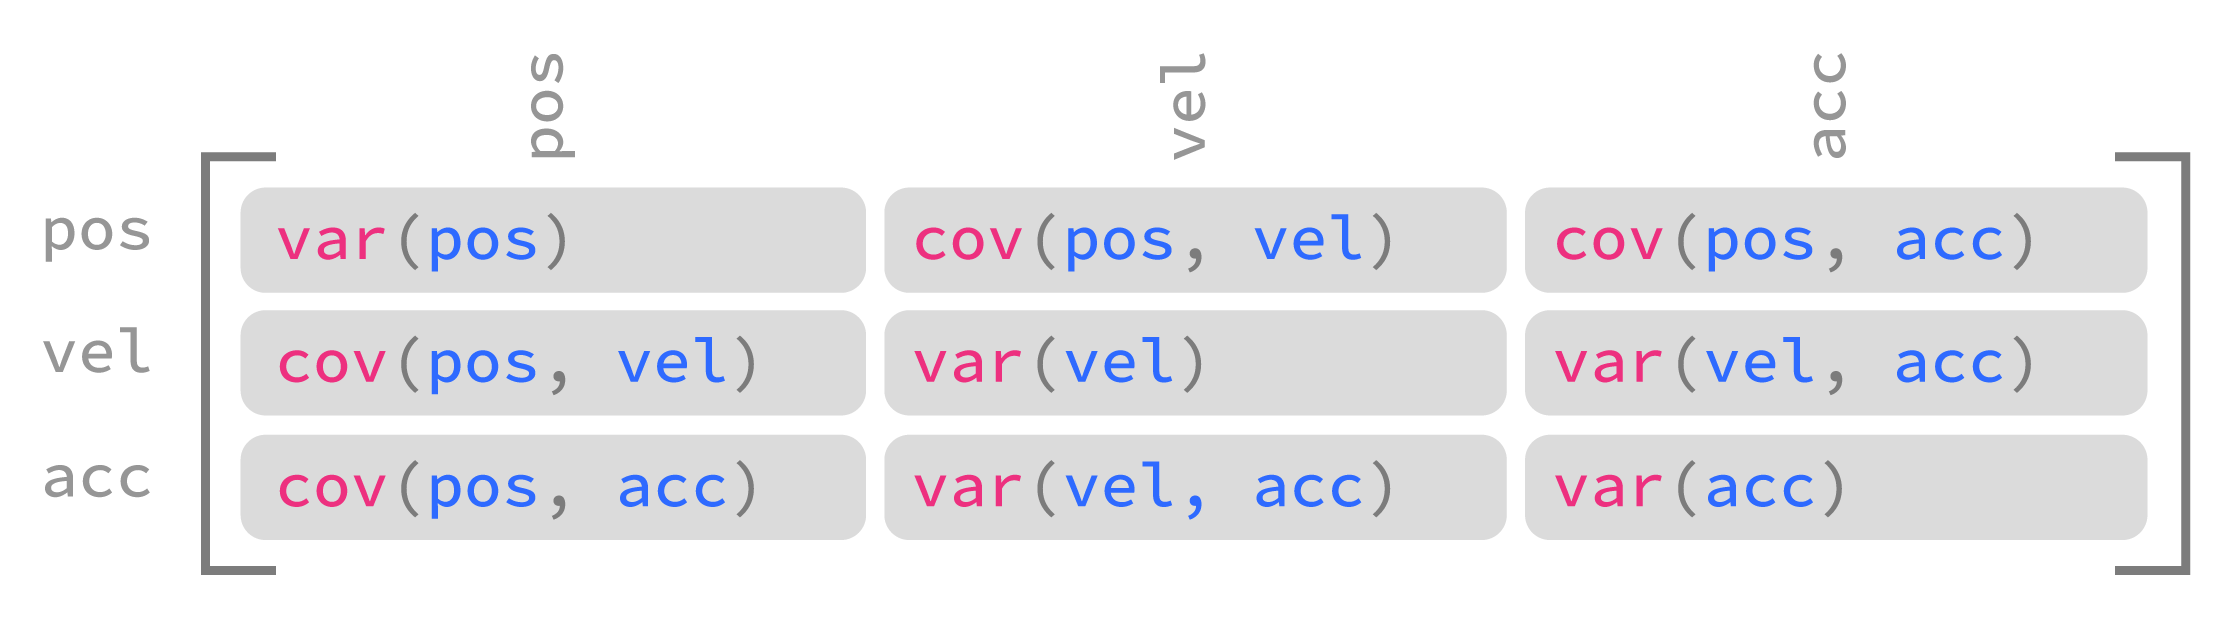 pos vel acc
pos var(pos) cov(pos, vel) cov(pos, acc)
vel cov(pos, vel) var(vel) var(vel, acc)
acc cov(pos, acc) var(vel, acc) var(acc)